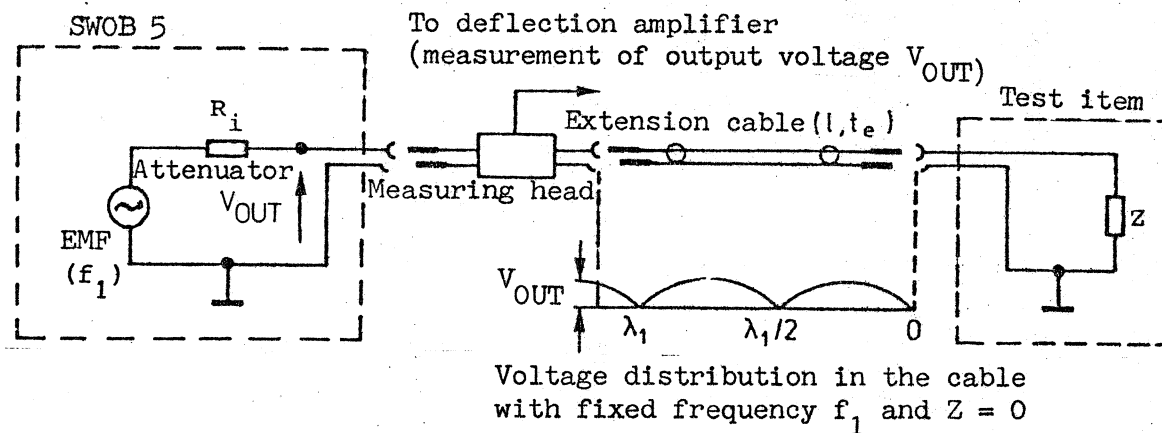 SWOB 5
To deflection amplifier
(measurement of output voltage V_OUT)
Test item
R_i
Extension cable (l, t_e)
Attenuator
Measuring head
V_OUT
EMF
(f_1)
Z
V_OUT
λ_1
λ_1/2
0
Voltage distribution in the cable
with fixed frequency f_1 and Z = 0